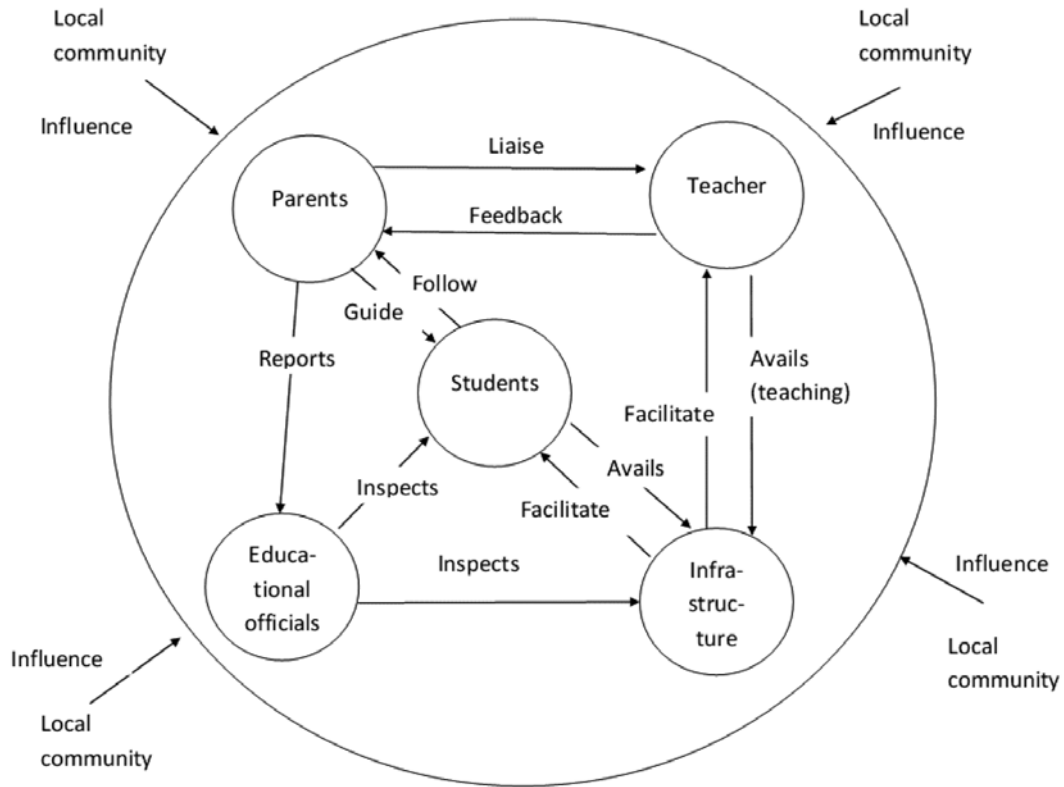 Local
community
Local
community
Influence
Influence
Liaise
Parents
Teacher
Feedback
Follow
Guide
Reports
Students
Avails
(teaching)
Facilitate
Avails
Inspects
Facilitate
Educa-
tional
officials
Inspects
Infra-
struc-
ture
Influence
Local
community
Influence
Local
community